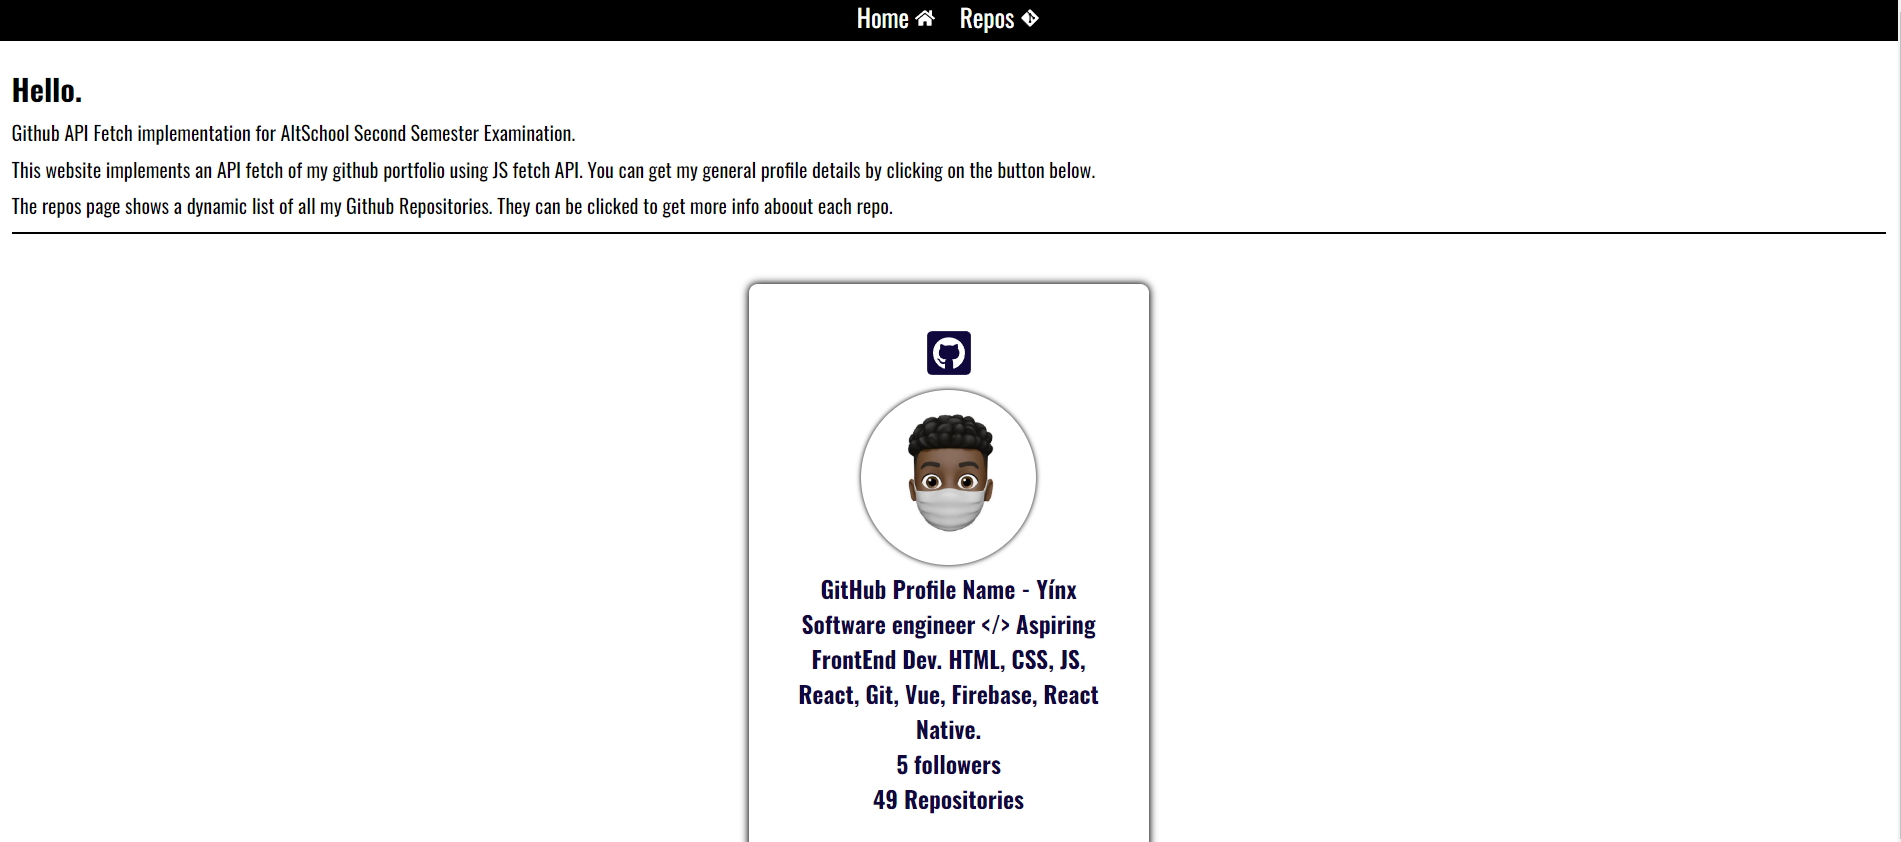 Home Repos
Hello.
Github API Fetch implementation for AltSchool Second Semester Examination.
This website implements an API fetch of my github portfolio using JS fetch API. You can get my general profile details by clicking on the button below.
The repos page shows a dynamic list of all my Github Repositories. They can be clicked to get more info aboout each repo.
GitHub Profile Name - Yínx
Software engineer </> Aspiring
FrontEnd Dev. HTML, CSS, JS,
React, Git, Vue, Firebase, React
Native.
5 followers
49 Repositories